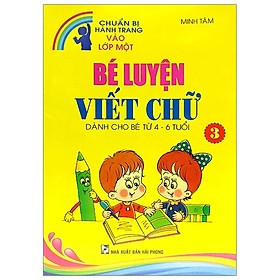 CHUẨN BỊ
HÀNH TRANG
VÀO
LỚP MỘT
MINH TÂM
BÉ LUYỆN
VIẾT CHỮ
DÀNH CHO BÉ TỪ 4 - 6 TUỔI
3
NHÀ XUẤT BẢN HẢI PHÒNG